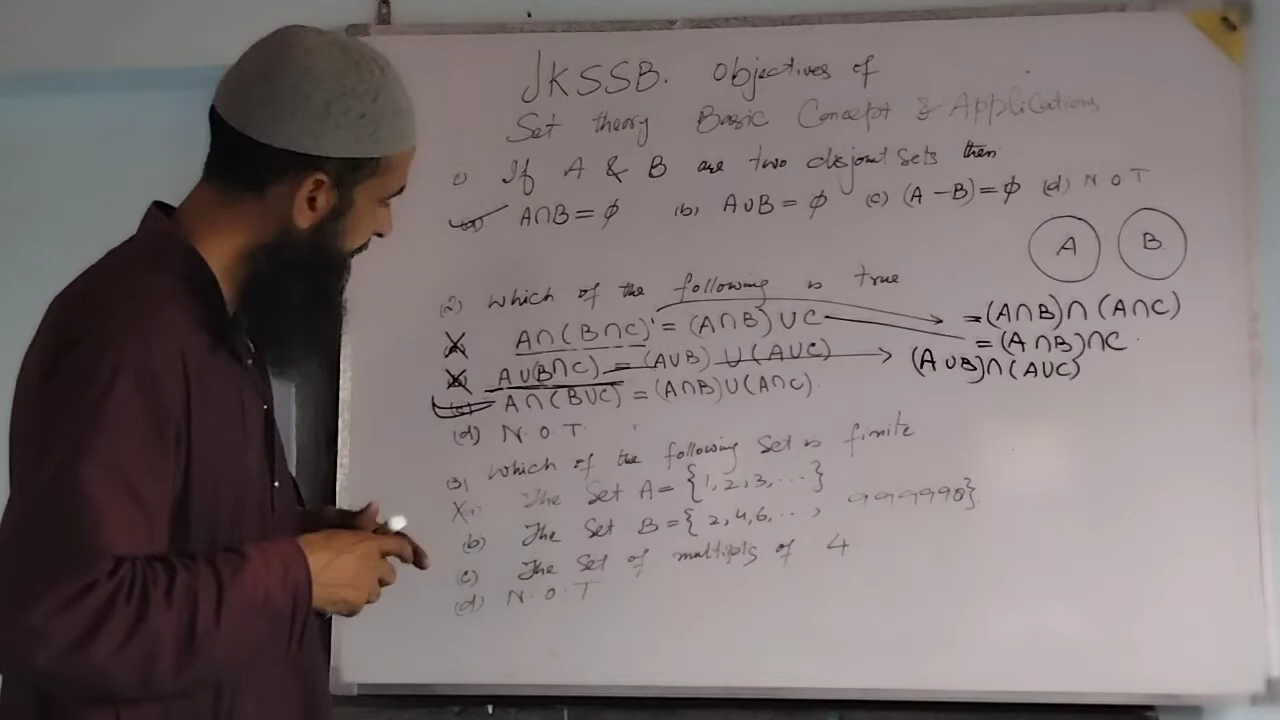 JKSSB. Objectives of
Set theory Basic Concept & Applications
1) If A & B are two disjoint sets then
(a) A∩B = φ (b) A∪B = φ (c) (A – B) = φ (d) N O T
A B
(2) which of the following is true
A∩(B∩C) = (A∩B)∪C = (A∩B)∩(A∩C)
= (A∩B)∩C
A∪(B∩C) = (A∪B) ∪ (A∪C) (A∪B)∩(A∪C)
(c) A∩(B∪C) = (A∩B)∪(A∩C).
(d) N. O. T.
(3) which of the following Set is finite
The Set A = {1, 2, 3, ...}
(b) The Set B = {2, 4, 6, .. , 999998}
(c) The Set of multipls of 4
(d) N. O. T